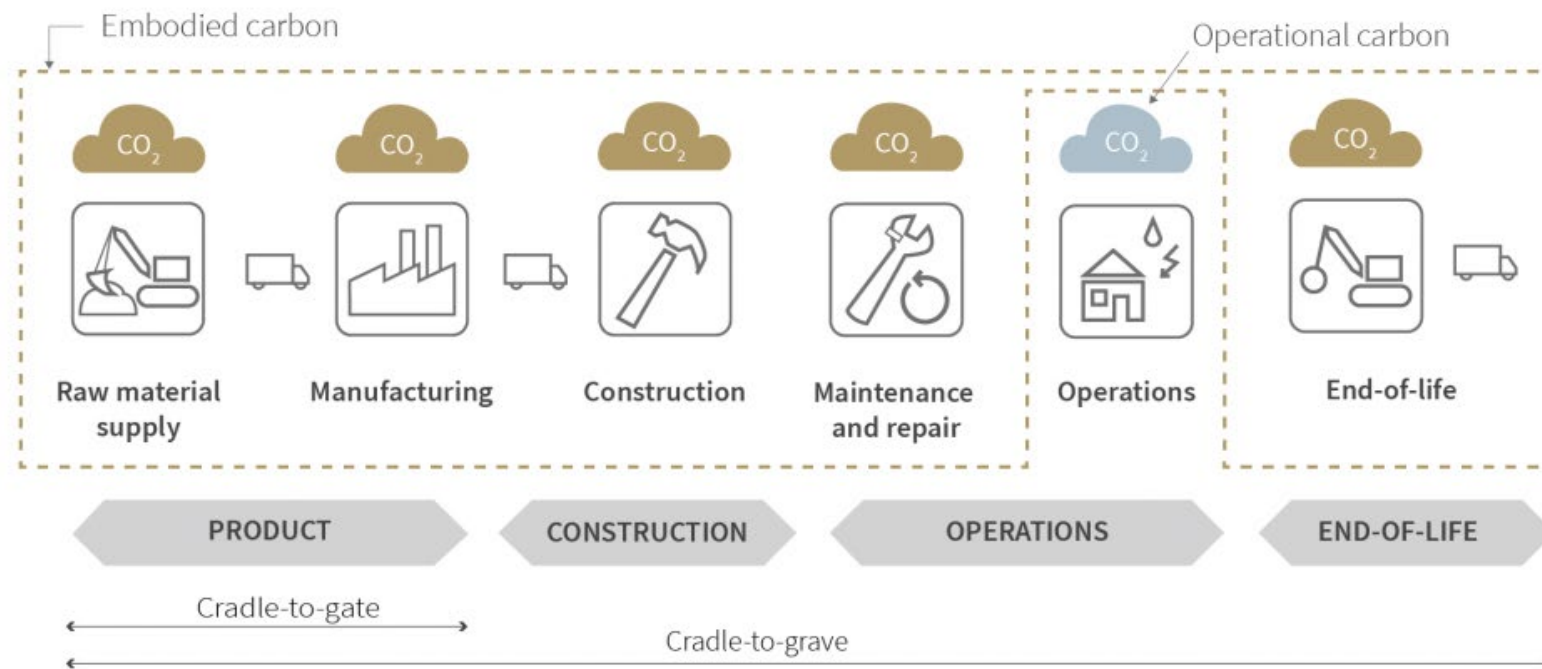 Embodied carbon
Operational carbon
CO₂
CO₂
CO₂
CO₂
CO₂
CO₂
Raw material
supply
Manufacturing
Construction
Maintenance
and repair
Operations
End-of-life
PRODUCT
CONSTRUCTION
OPERATIONS
END-OF-LIFE
Cradle-to-gate
Cradle-to-grave